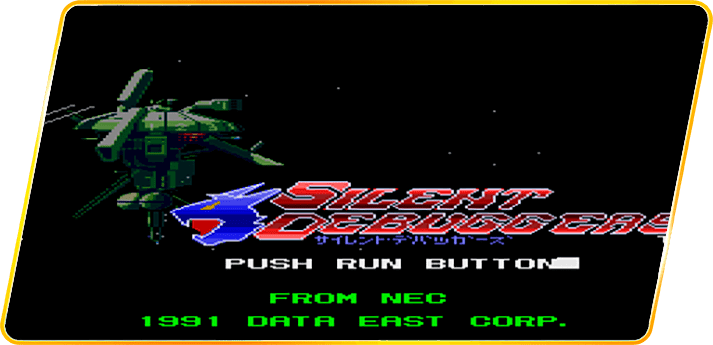 SILENT
DEBUGGERS
サイレント・デバッガーズ
PUSH RUN BUTTON
FROM NEC
1991 DATA EAST CORP.